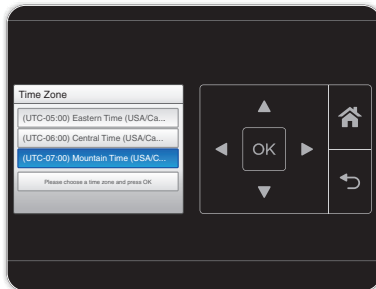 Time Zone
(UTC-05:00) Eastern Time (USA/Ca...
(UTC-06:00) Central Time (USA/Ca...
(UTC-07:00) Mountain Time (USA/C...
Please choose a time zone and press OK
OK